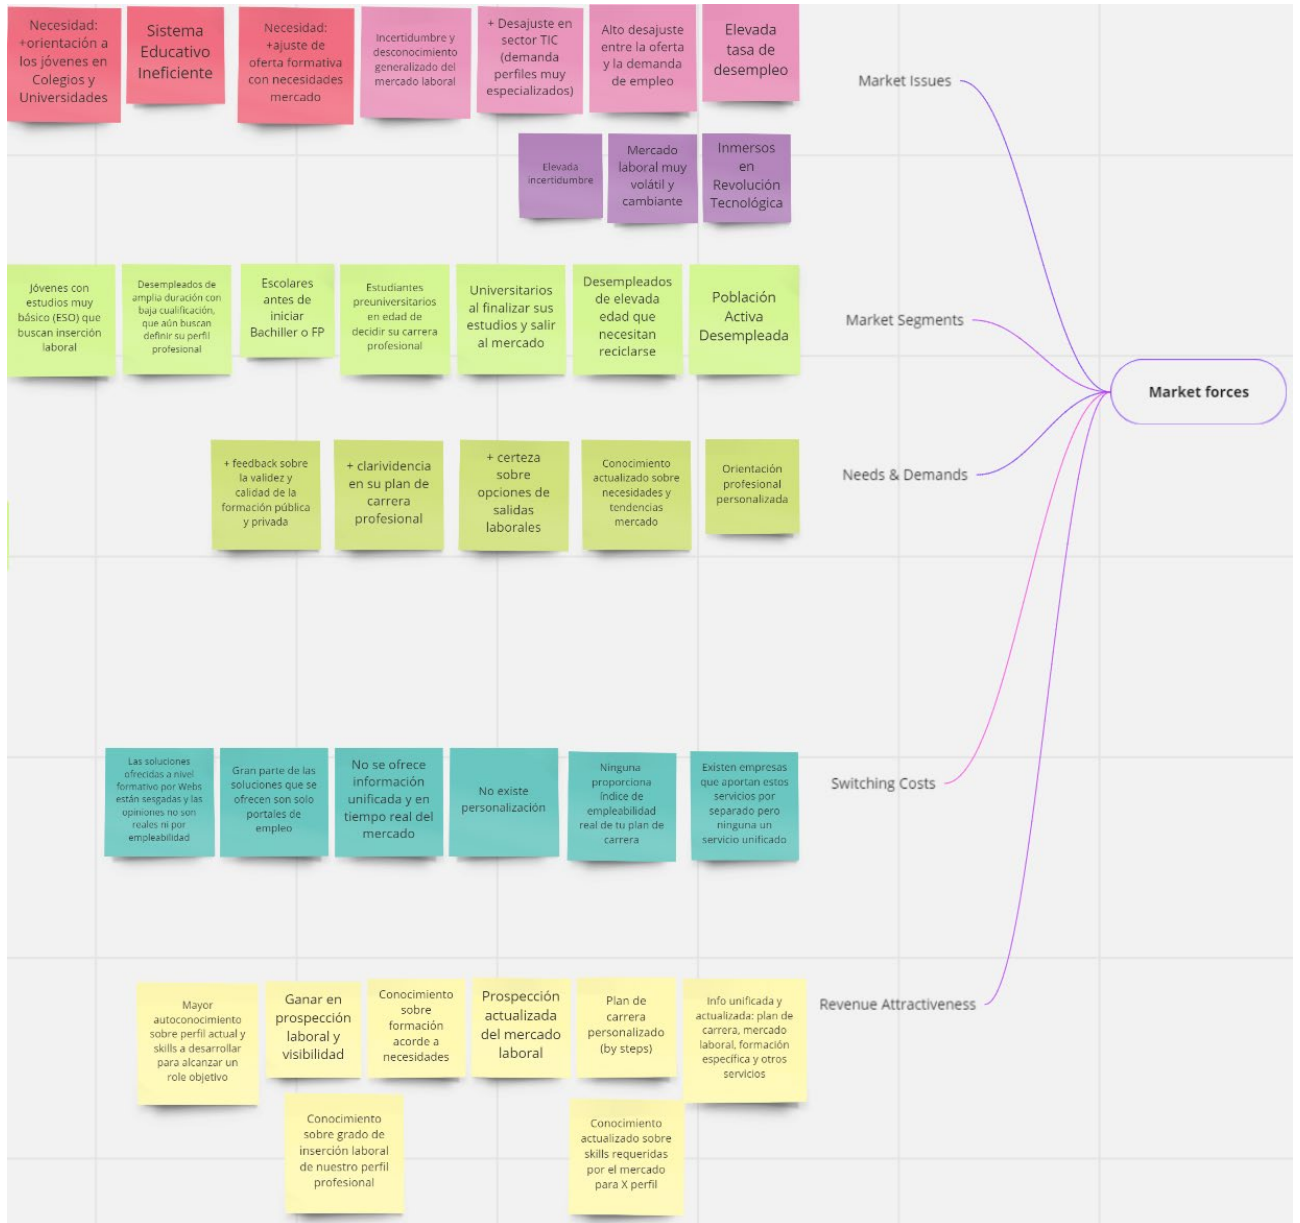 Necesidad:
+orientación a
los jóvenes en
Colegios y
Universidades
Sistema
Educativo
Ineficiente
Necesidad:
+ajuste de
oferta formativa
con necesidades
mercado
Incertidumbre y
desconocimiento
generalizado del
mercado laboral
+ Desajuste en
sector TIC
(demanda
perfiles muy
especializados)
Alto desajuste
entre la oferta
y la demanda
de empleo
Elevada
tasa de
desempleo
Market Issues
Elevada
incertidumbre
Mercado
laboral muy
volátil y
cambiante
Inmersos
en
Revolución
Tecnológica
Jóvenes con
estudios muy
básico (ESO) que
buscan inserción
laboral
Desempleados de
amplia duración con
baja cualificación,
que aún buscan
definir su perfil
profesional
Escolares
antes de
iniciar
Bachiller o FP
Estudiantes
preuniversitarios
en edad de
decidir su carrera
profesional
Universitarios
al finalizar sus
estudios y salir
al mercado
Desempleados
de elevada
edad que
necesitan
reciclarse
Población
Activa
Desempleada
Market Segments
Market forces
+ feedback sobre
la validez y
calidad de la
formación pública
y privada
+ clarividencia
en su plan de
carrera
profesional
+ certeza
sobre
opciones de
salidas
laborales
Conocimiento
actualizado sobre
necesidades y
tendencias
mercado
Orientación
profesional
personalizada
Needs & Demands
Las soluciones
ofrecidas a nivel
formativo por Webs
están sesgadas y las
opiniones no son
reales ni por
empleabilidad
Gran parte de las
soluciones que se
ofrecen son solo
portales de
empleo
No se ofrece
información
unificada y en
tiempo real del
mercado
No existe
personalización
Ninguna
proporciona
índice de
empleabilidad
real de tu plan de
carrera
Existen empresas
que aportan estos
servicios por
separado pero
ninguna un
servicio unificado
Switching Costs
Mayor
autoconocimiento
sobre perfil actual y
skills a desarrollar
para alcanzar un
role objetivo
Ganar en
prospección
laboral y
visibilidad
Conocimiento
sobre
formación
acorde a
necesidades
Prospección
actualizada
del mercado
laboral
Plan de
carrera
personalizado
(by steps)
Info unificada y
actualizada: plan de
carrera, mercado
laboral, formación
específica y otros
servicios
Revenue Attractiveness
Conocimiento
sobre grado de
inserción laboral
de nuestro perfil
profesional
Conocimiento
actualizado sobre
skills requeridas
por el mercado
para X perfil